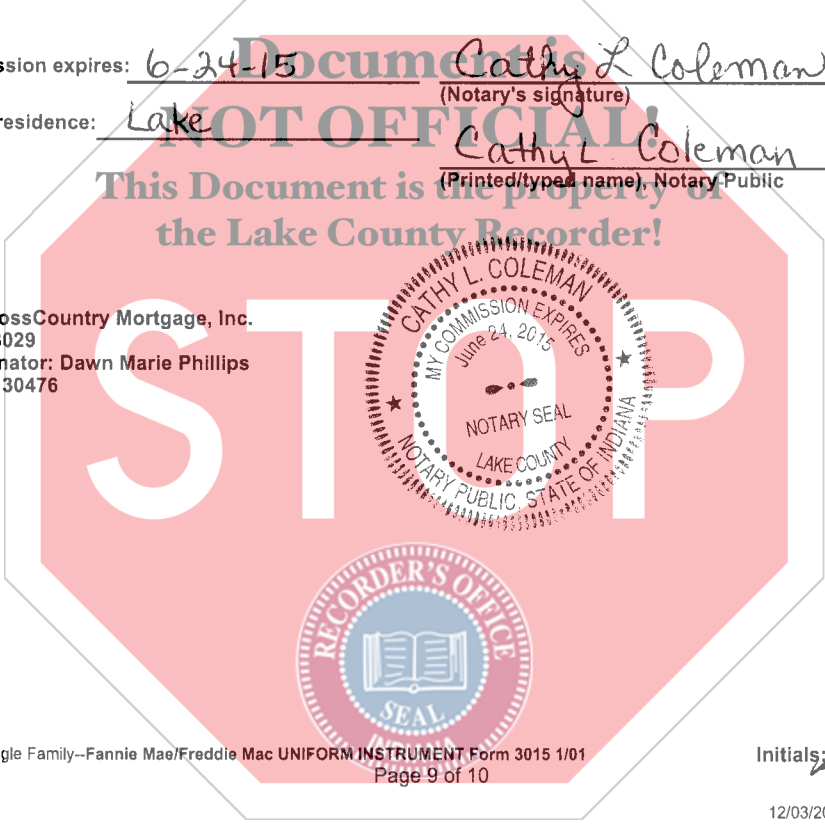 Document is
ssion expires: 6-24-15 Cathy L Coleman
(Notary's signature)
residence: Lake
NOT OFFICIAL!
Cathy L. Coleman
(Printed/typed name), Notary Public
This Document is the property of
the Lake County Recorder!
CATHY L. COLEMAN
MY COMMISSION EXPIRES
June 24, 2015
NOTARY SEAL
LAKE COUNTY
NOTARY PUBLIC, STATE OF INDIANA
ossCountry Mortgage, Inc.
3029
nator: Dawn Marie Phillips
30476
STOP
RECORDER'S OFFICE
SEAL
INDIANA
gle Family--Fannie Mae/Freddie Mac UNIFORM INSTRUMENT Form 3015 1/01
Initials:
Page 9 of 10
12/03/20